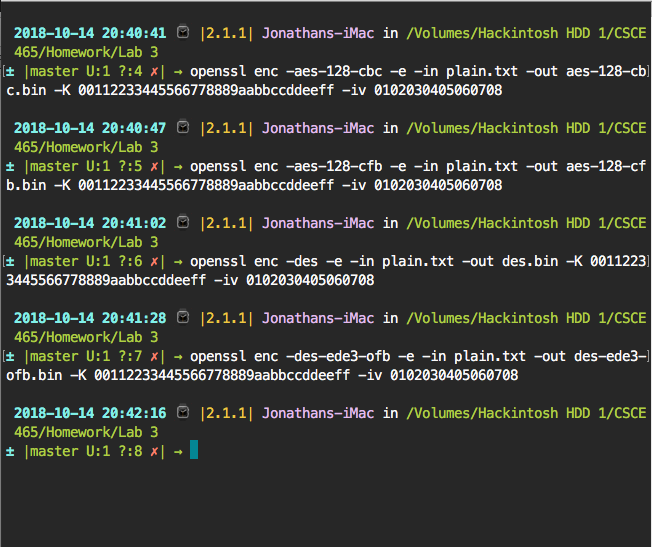 2018-10-14 20:40:41 ⌚ |2.1.1| Jonathans-iMac in /Volumes/Hackintosh HDD 1/CSCE
465/Homework/Lab 3
± |master U:1 ?:4 ✗| → openssl enc -aes-128-cbc -e -in plain.txt -out aes-128-cb
c.bin -K 00112233445566778889aabbccddeeff -iv 0102030405060708
2018-10-14 20:40:47 ⌚ |2.1.1| Jonathans-iMac in /Volumes/Hackintosh HDD 1/CSCE
465/Homework/Lab 3
± |master U:1 ?:5 ✗| → openssl enc -aes-128-cfb -e -in plain.txt -out aes-128-cf
b.bin -K 00112233445566778889aabbccddeeff -iv 0102030405060708
2018-10-14 20:41:02 ⌚ |2.1.1| Jonathans-iMac in /Volumes/Hackintosh HDD 1/CSCE
465/Homework/Lab 3
± |master U:1 ?:6 ✗| → openssl enc -des -e -in plain.txt -out des.bin -K 0011223
3445566778889aabbccddeeff -iv 0102030405060708
2018-10-14 20:41:28 ⌚ |2.1.1| Jonathans-iMac in /Volumes/Hackintosh HDD 1/CSCE
465/Homework/Lab 3
± |master U:1 ?:7 ✗| → openssl enc -des-ede3-ofb -e -in plain.txt -out des-ede3-
ofb.bin -K 00112233445566778889aabbccddeeff -iv 0102030405060708
2018-10-14 20:42:16 ⌚ |2.1.1| Jonathans-iMac in /Volumes/Hackintosh HDD 1/CSCE
465/Homework/Lab 3
± |master U:1 ?:8 ✗| →